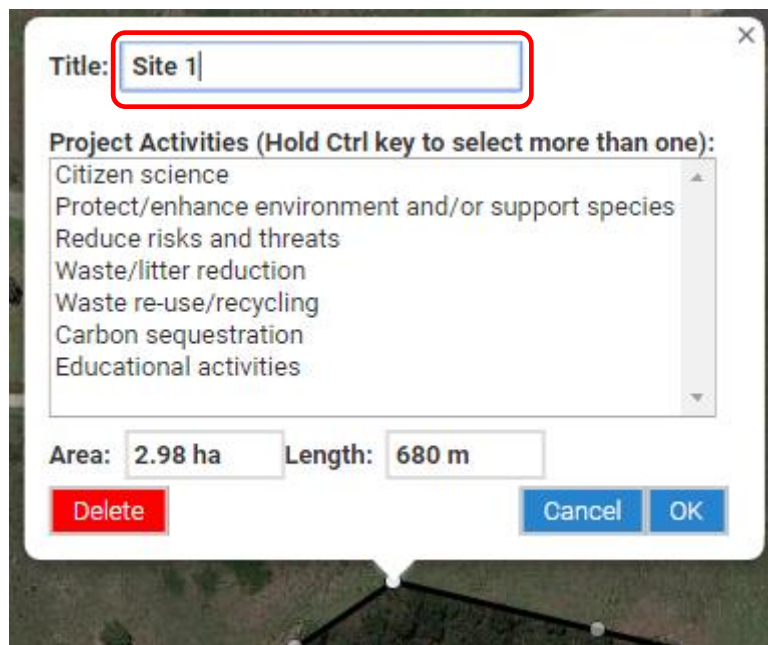 ×
Title: Site 1
Project Activities (Hold Ctrl key to select more than one):
Citizen science
Protect/enhance environment and/or support species
Reduce risks and threats
Waste/litter reduction
Waste re-use/recycling
Carbon sequestration
Educational activities
Area: 2.98 ha Length: 680 m
Delete Cancel OK